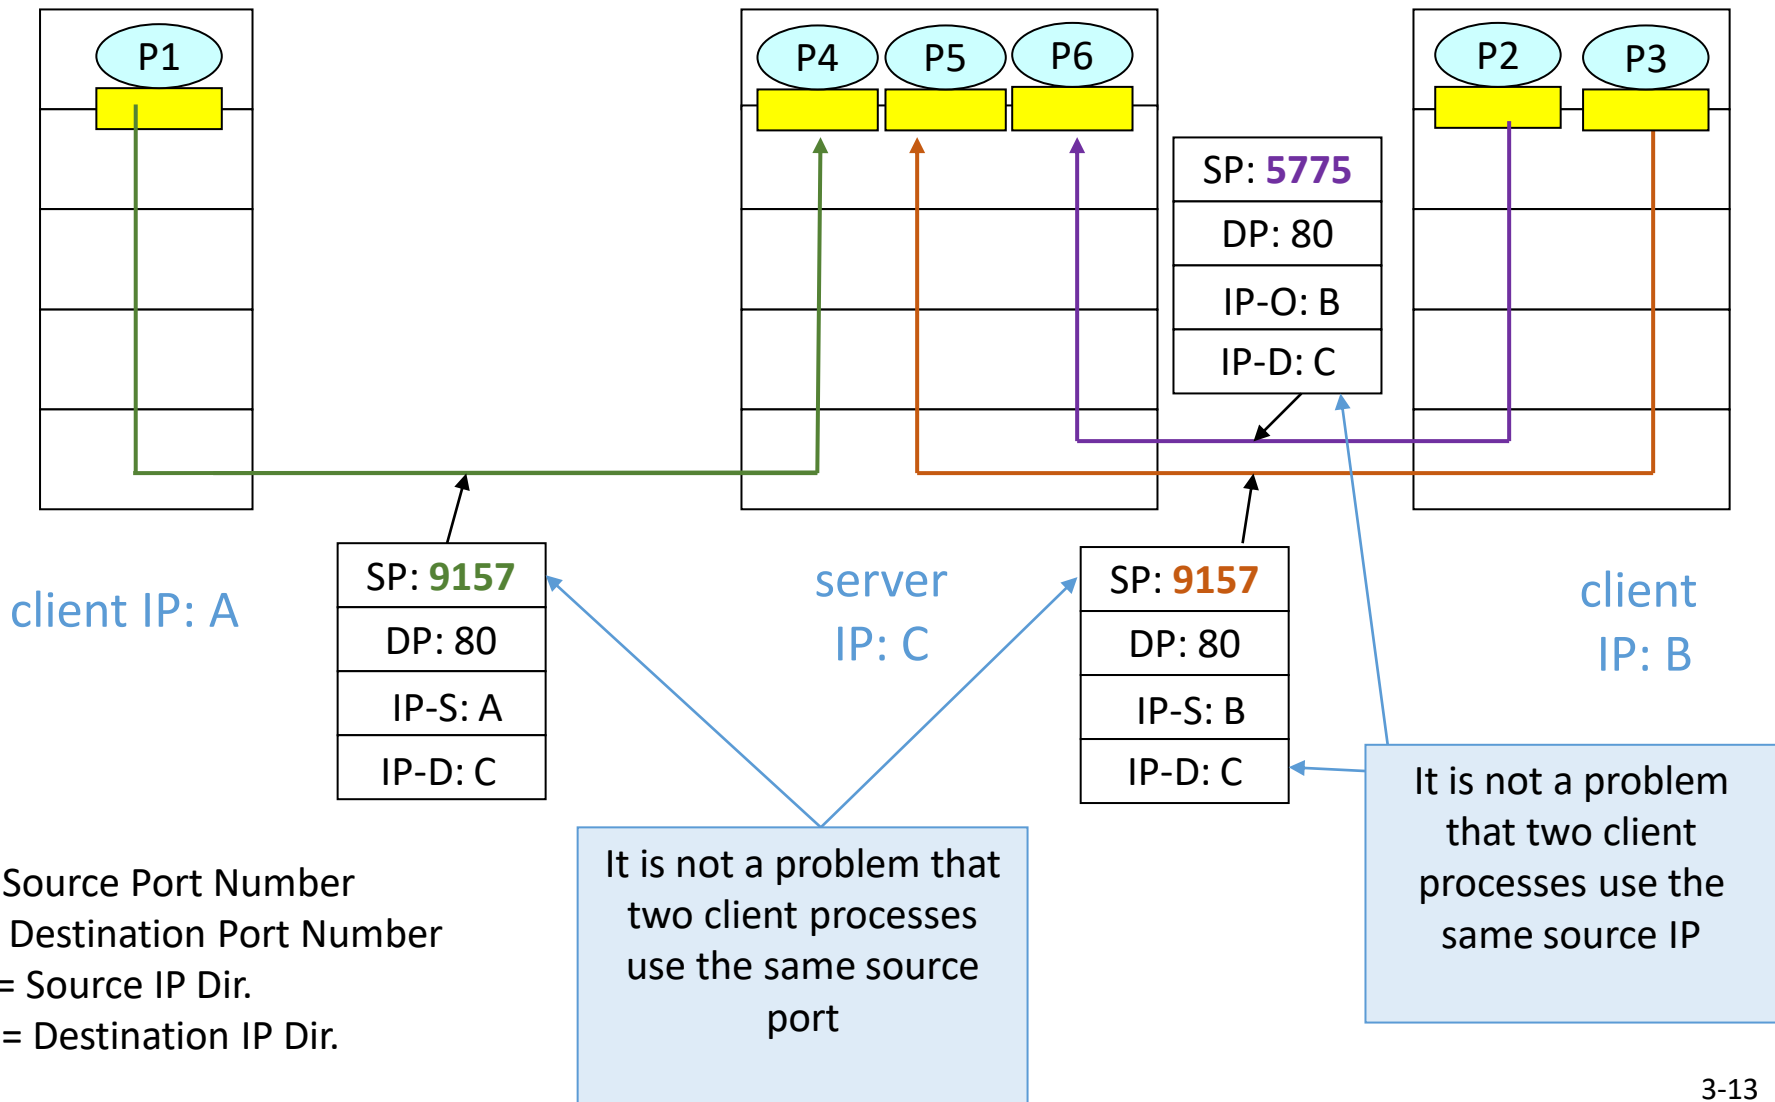 P1
P4
P5
P6
P2
P3
SP: 5775
DP: 80
IP-O: B
IP-D: C
client IP: A
SP: 9157
DP: 80
IP-S: A
IP-D: C
server
IP: C
SP: 9157
DP: 80
IP-S: B
IP-D: C
client
IP: B
It is not a problem that
two client processes
use the same source
port
It is not a problem
that two client
processes use the
same source IP
Source Port Number
Destination Port Number
= Source IP Dir.
= Destination IP Dir.
3-13